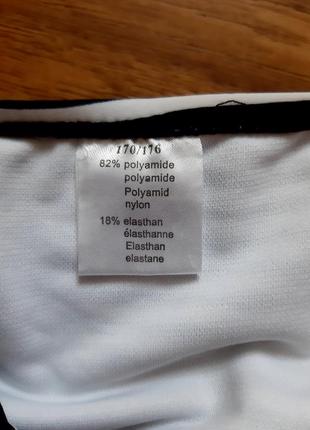 170/176
82% polyamide
polyamide
Polyamid
nylon
18% elasthan
élasthanne
Elasthan
elastane